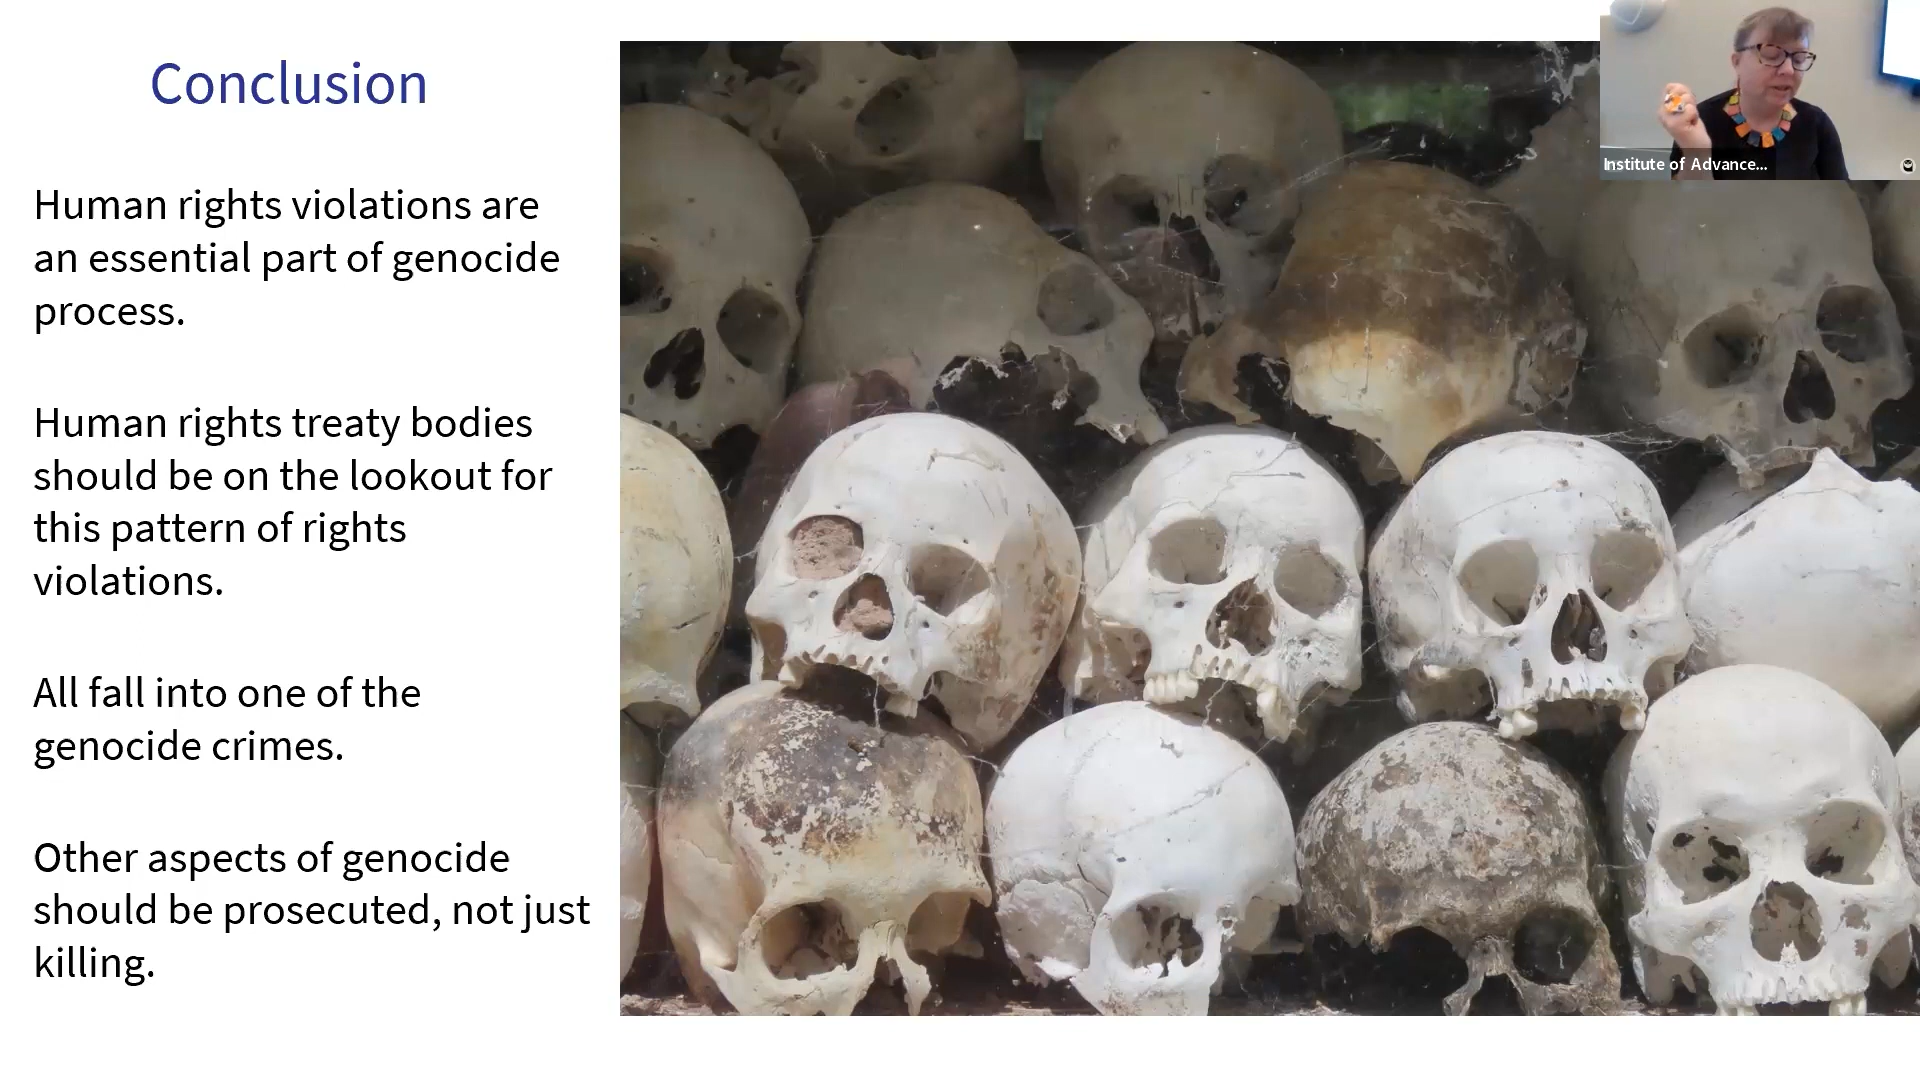 Conclusion
Human rights violations are
an essential part of genocide
process.
Human rights treaty bodies
should be on the lookout for
this pattern of rights
violations.
All fall into one of the
genocide crimes.
Other aspects of genocide
should be prosecuted, not just
killing.
Institute of Advance...